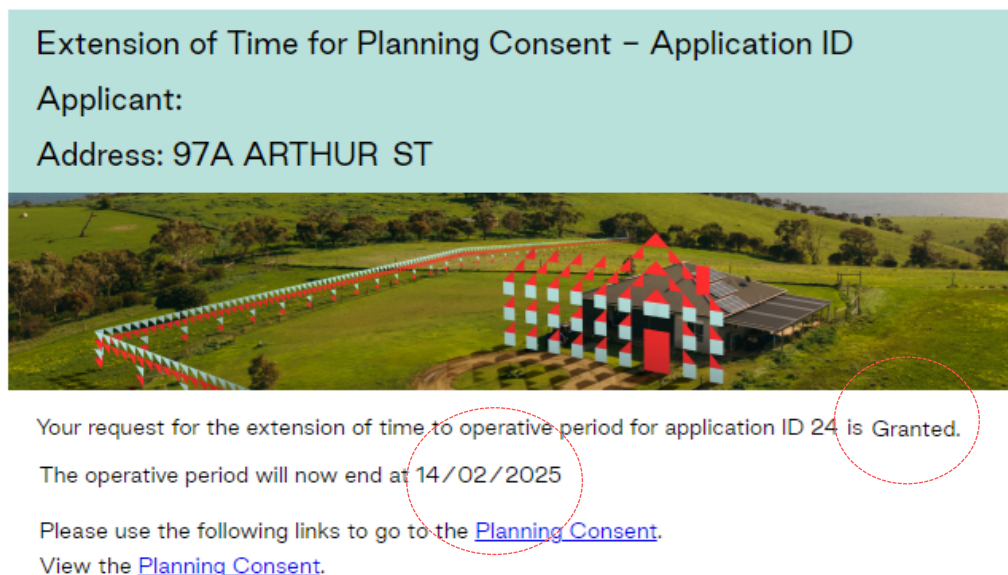 Extension of Time for Planning Consent – Application ID
Applicant:
Address: 97A ARTHUR ST
Your request for the extension of time to operative period for application ID 24 is Granted.
The operative period will now end at 14/02/2025
Please use the following links to go to the Planning Consent.
View the Planning Consent.